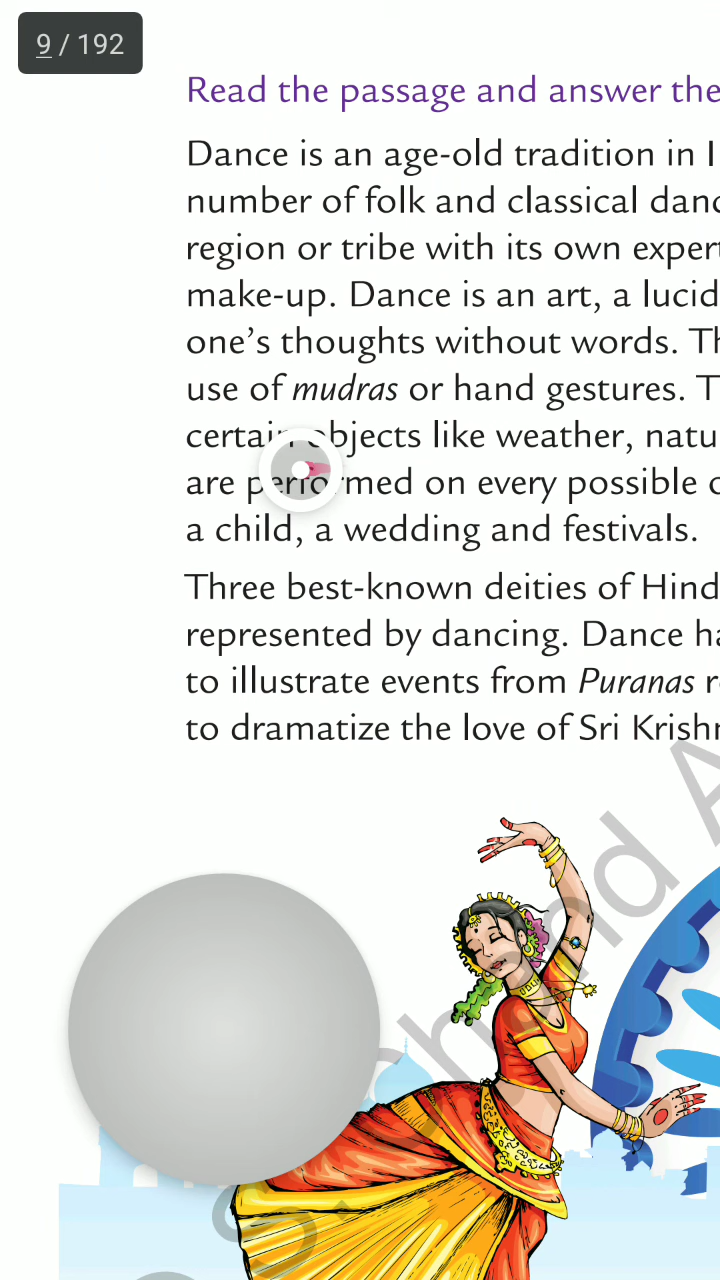 9 / 192
Read the passage and answer the
Dance is an age-old tradition in I
number of folk and classical danc
region or tribe with its own expert
make-up. Dance is an art, a lucid
one's thoughts without words. Th
use of mudras or hand gestures. T
certain objects like weather, natu
are performed on every possible o
a child, a wedding and festivals.
Three best-known deities of Hind
represented by dancing. Dance ha
to illustrate events from Puranas r
to dramatize the love of Sri Krishn